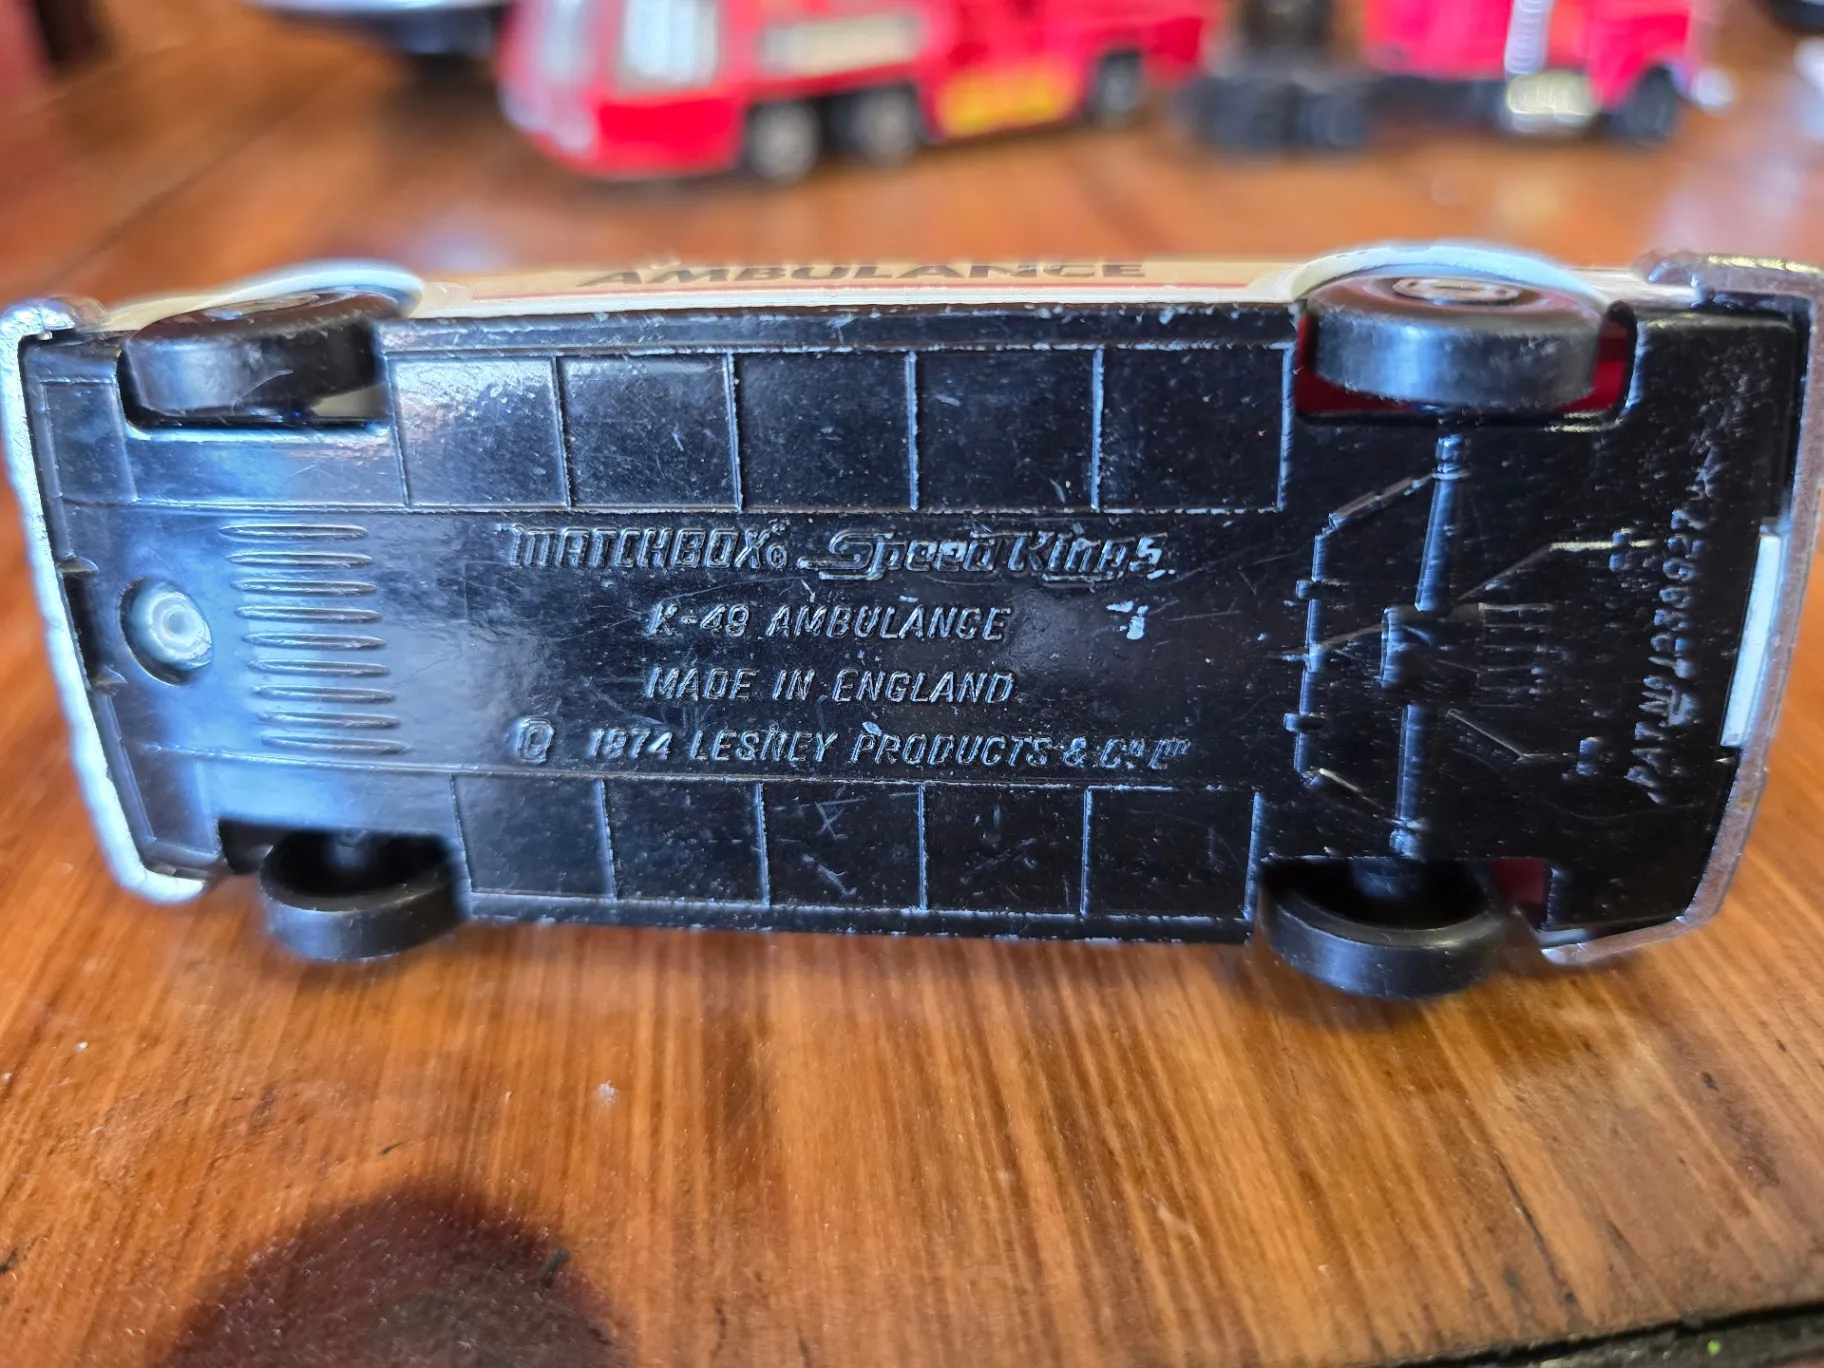 AMBULANCE
MATCHBOX® Speed Kings
K-49 AMBULANCE
MADE IN ENGLAND
© 1974 LESNEY PRODUCTS & Cº Lᵀᴰ